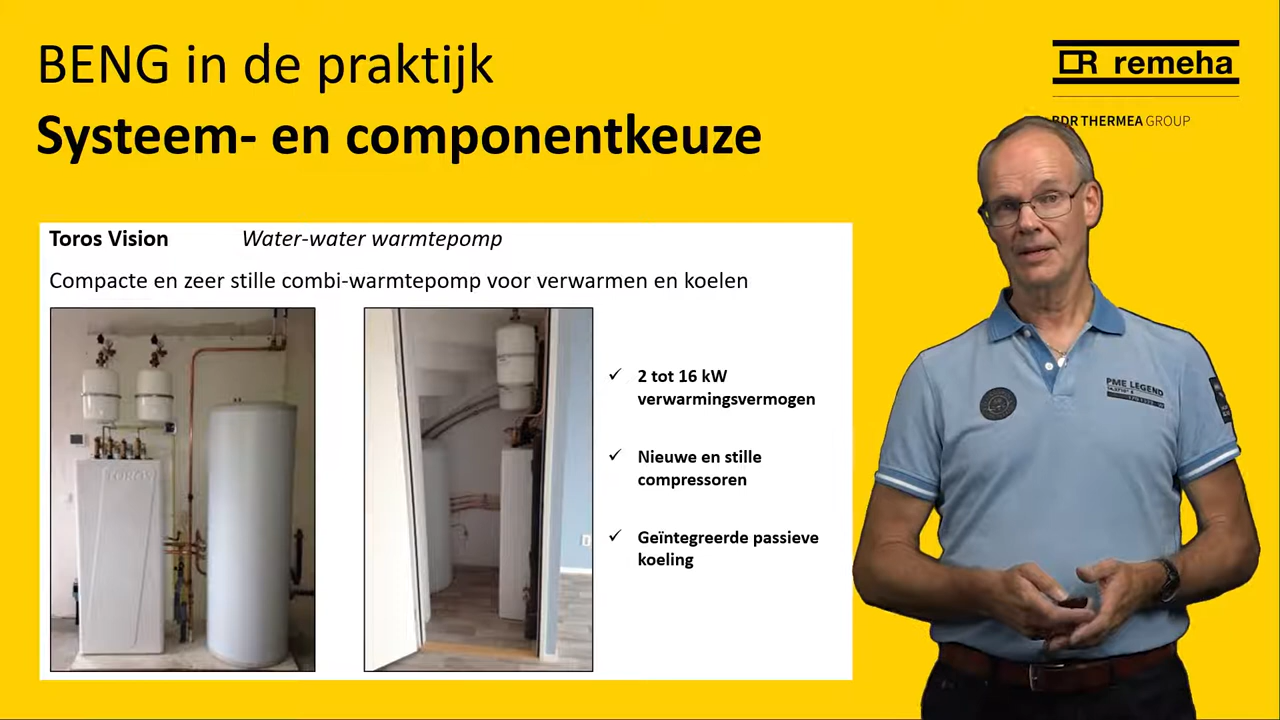 BENG in de praktijk
Systeem- en componentkeuze
remeha
BDR THERMEA GROUP
Toros Vision Water-water warmtepomp
Compacte en zeer stille combi-warmtepomp voor verwarmen en koelen
TOROS
✓ 2 tot 16 kW
verwarmingsvermogen
✓ Nieuwe en stille
compressoren
✓ Geïntegreerde passieve
koeling
PME LEGEND